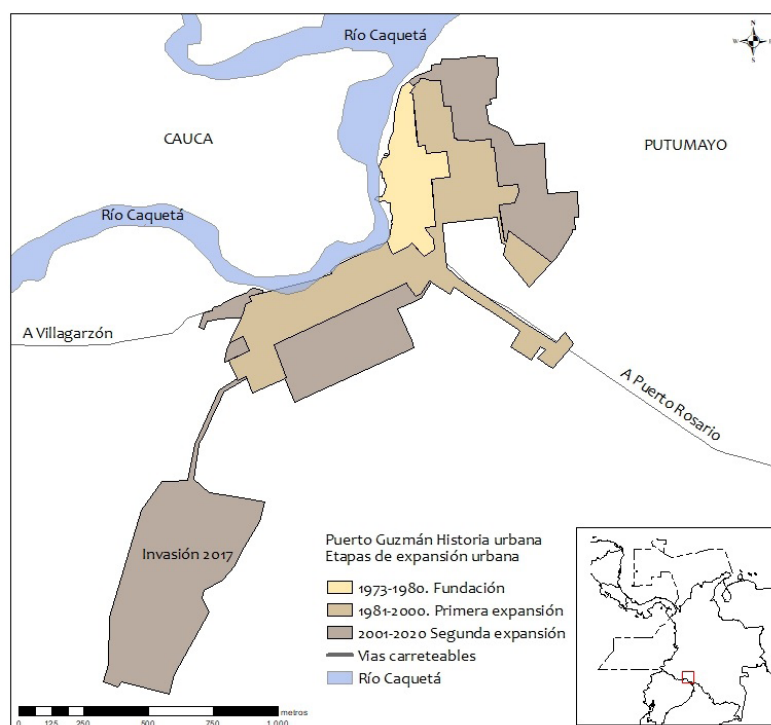 Río Caquetá
N
W
E
S
CAUCA
PUTUMAYO
Río Caquetá
A Villagarzón
A Puerto Rosario
Invasión 2017
Puerto Guzmán Historia urbana
Etapas de expansión urbana
1973-1980. Fundación
1981-2000. Primera expansión
2001-2020 Segunda expansión
Vias carreteables
Río Caquetá
metros
0 125 250 500 750 1.000